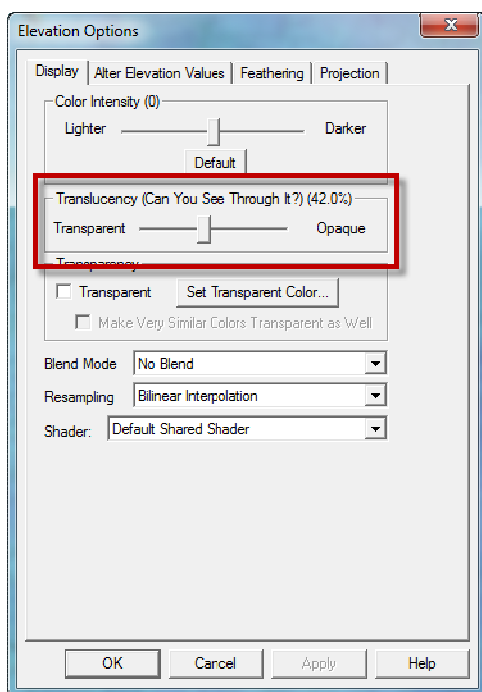 Elevation Options
Display Alter Elevation Values Feathering Projection
Color Intensity (0)
Lighter Darker
Default
Translucency (Can You See Through It?) (42.0%)
Transparent Opaque
Transparency
Transparent Set Transparent Color...
Make Very Similar Colors Transparent as Well
Blend Mode No Blend
Resampling Bilinear Interpolation
Shader: Default Shared Shader
OK Cancel Apply Help